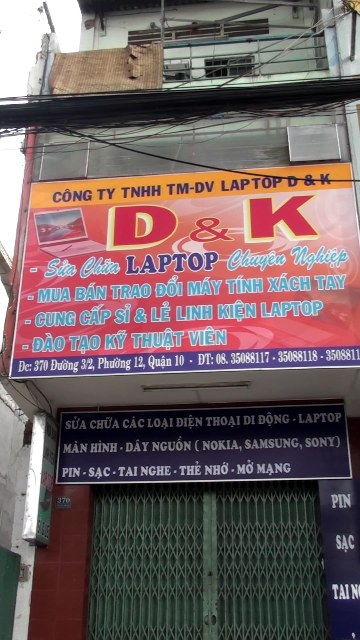 CÔNG TY TNHH TM-DV LAPTOP D & K
D & K
- Sửa Chữa LAPTOP Chuyên Nghiệp
- MUA BÁN TRAO ĐỔI MÁY TÍNH XÁCH TAY
- CUNG CẤP SỈ & LẺ LINH KIỆN LAPTOP
- ĐÀO TẠO KỸ THUẬT VIÊN
Đc: 370 Đường 3/2, Phường 12, Quận 10 - ĐT: 08. 35088117 - 35088118 - 3508811
SỬA CHỮA CÁC LOẠI ĐIỆN THOẠI DI ĐỘNG - LAPTOP
MÀN HÌNH - DÂY NGUỒN ( NOKIA, SAMSUNG, SONY)
PIN - SẠC - TAI NGHE - THẺ NHỚ - MỞ MẠNG
370
PIN
SẠC
TAI